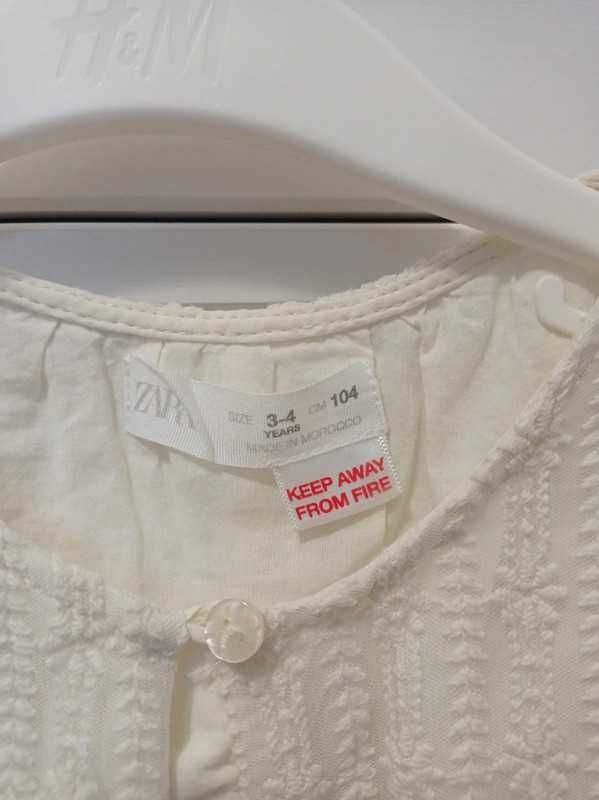 H&M
ZARA
SIZE 3-4 YEARS CM 104
MADE IN MOROCCO
KEEP AWAY
FROM FIRE